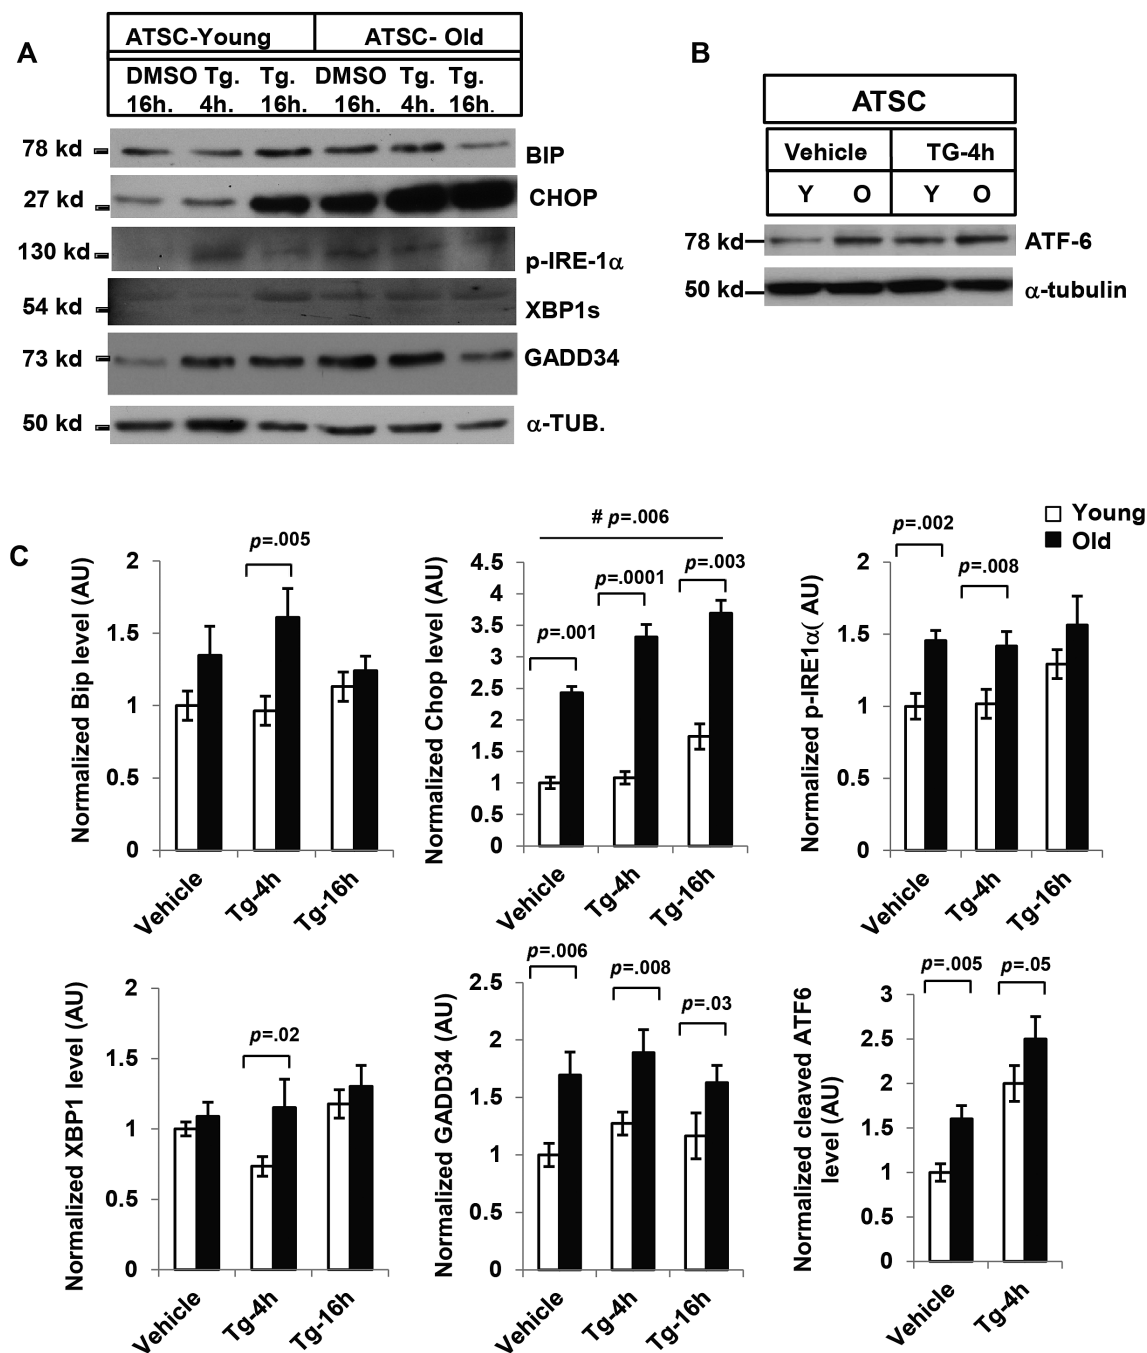 A
ATSC-Young ATSC- Old
DMSO Tg. Tg. DMSO Tg. Tg.
16h. 4h. 16h. 16h. 4h. 16h.
78 kd BIP
27 kd CHOP
130 kd p-IRE-1α
54 kd XBP1s
73 kd GADD34
50 kd α-TUB.
B
ATSC
Vehicle TG-4h
Y O Y O
78 kd ATF-6
50 kd α-tubulin
C
Young
Old
Normalized Bip level (AU)
2
1.5
1
0.5
0
p=.005
Vehicle
Tg-4h
Tg-16h
Normalized Chop level (AU)
4.5
4
3.5
3
2.5
2
1.5
1
0.5
0
# p=.006
p=.001
p=.0001
p=.003
Vehicle
Tg-4h
Tg-16h
Normalized p-IRE1α( AU)
2
1.5
1
0.5
0
p=.002
p=.008
Vehicle
Tg-4h
Tg-16h
Normalized XBP1 level (AU)
2
1.5
1
0.5
0
p=.02
Vehicle
Tg-4h
Tg-16h
Normalized GADD34 (AU)
2.5
2
1.5
1
0.5
0
p=.006
p=.008
p=.03
Vehicle
Tg-4h
Tg-16h
Normalized cleaved ATF6
level (AU)
3
2.5
2
1.5
1
0.5
0
p=.005
p=.05
Vehicle
Tg-4h